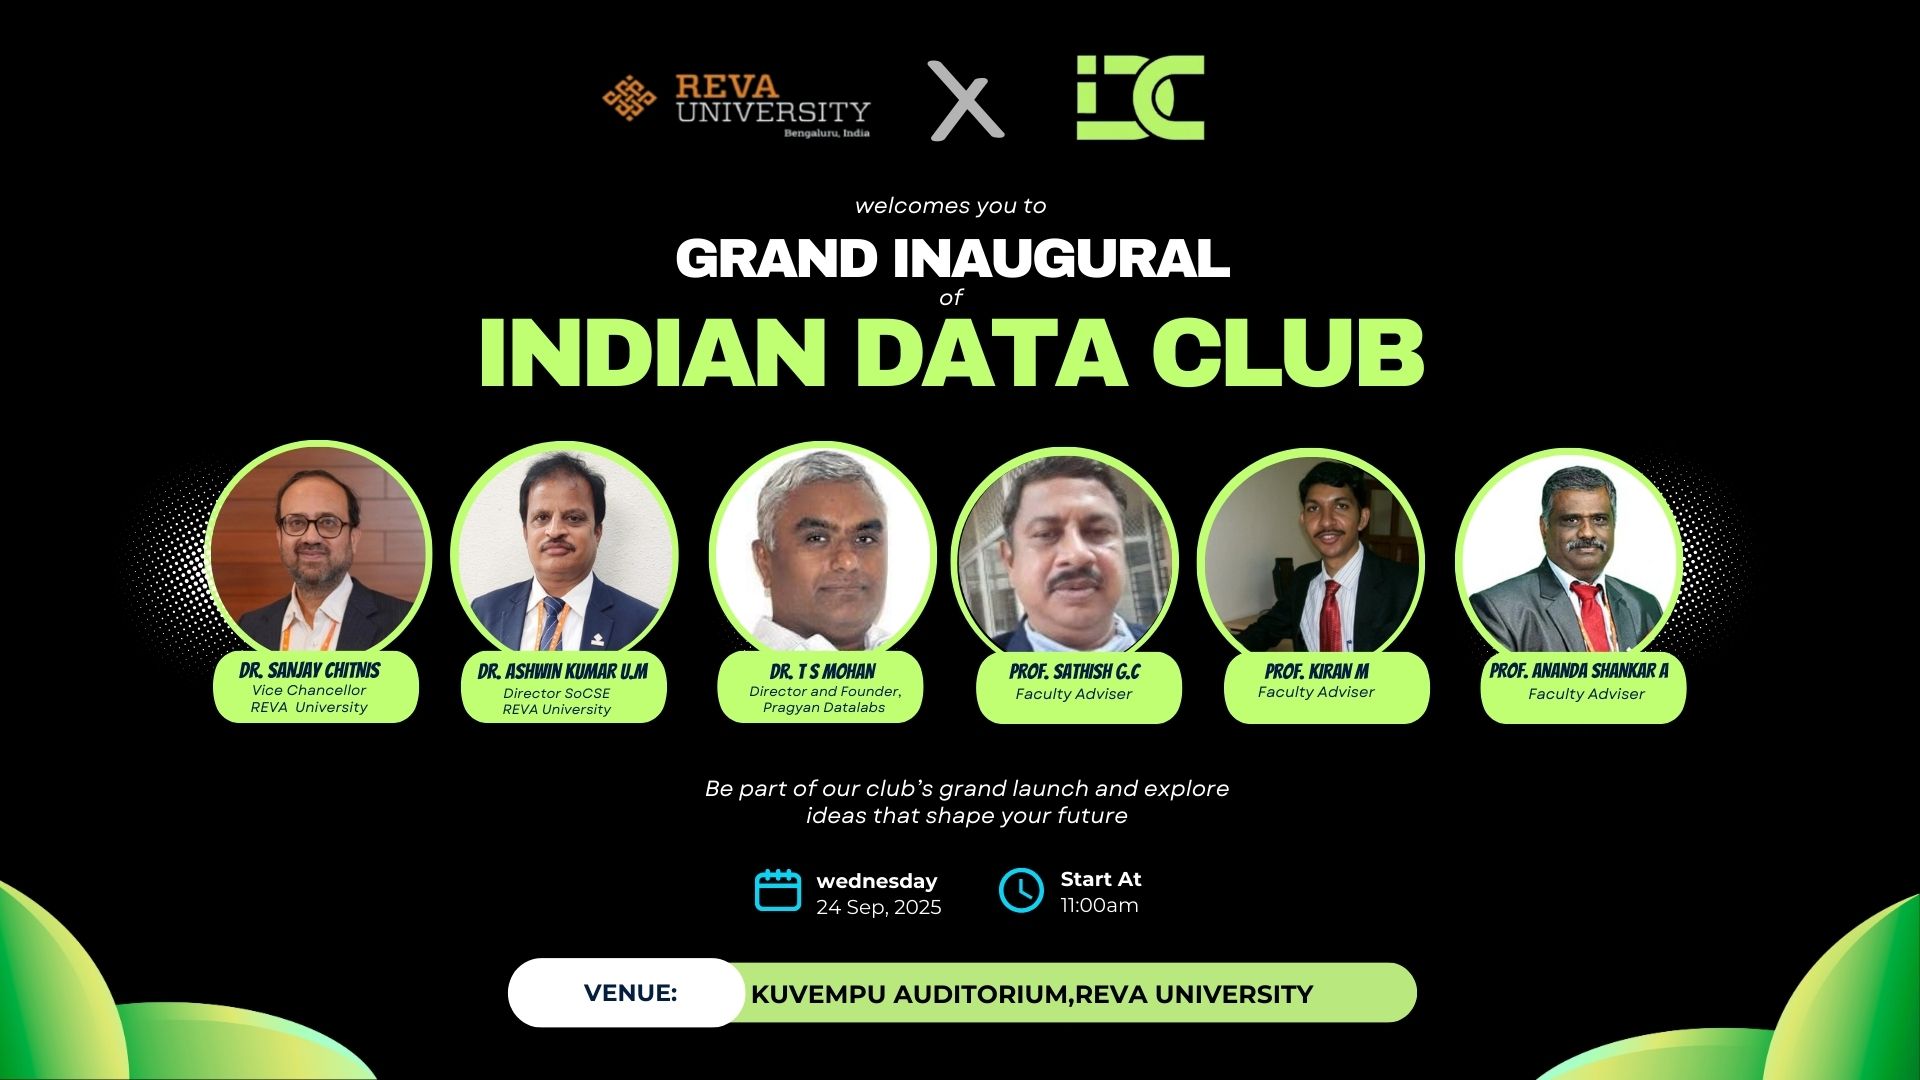 REVA
UNIVERSITY
Bengaluru, India
X
iDC
welcomes you to
GRAND INAUGURAL
of
INDIAN DATA CLUB
DR. SANJAY CHITNIS
Vice Chancellor
REVA University
DR. ASHWIN KUMAR U.M
Director SoCSE
REVA University
DR. T S MOHAN
Director and Founder,
Pragyan Datalabs
PROF. SATHISH G.C
Faculty Adviser
PROF. KIRAN M
Faculty Adviser
PROF. ANANDA SHANKAR A
Faculty Adviser
Be part of our club’s grand launch and explore
ideas that shape your future
wednesday
24 Sep, 2025
Start At
11:00am
VENUE:
KUVEMPU AUDITORIUM,REVA UNIVERSITY